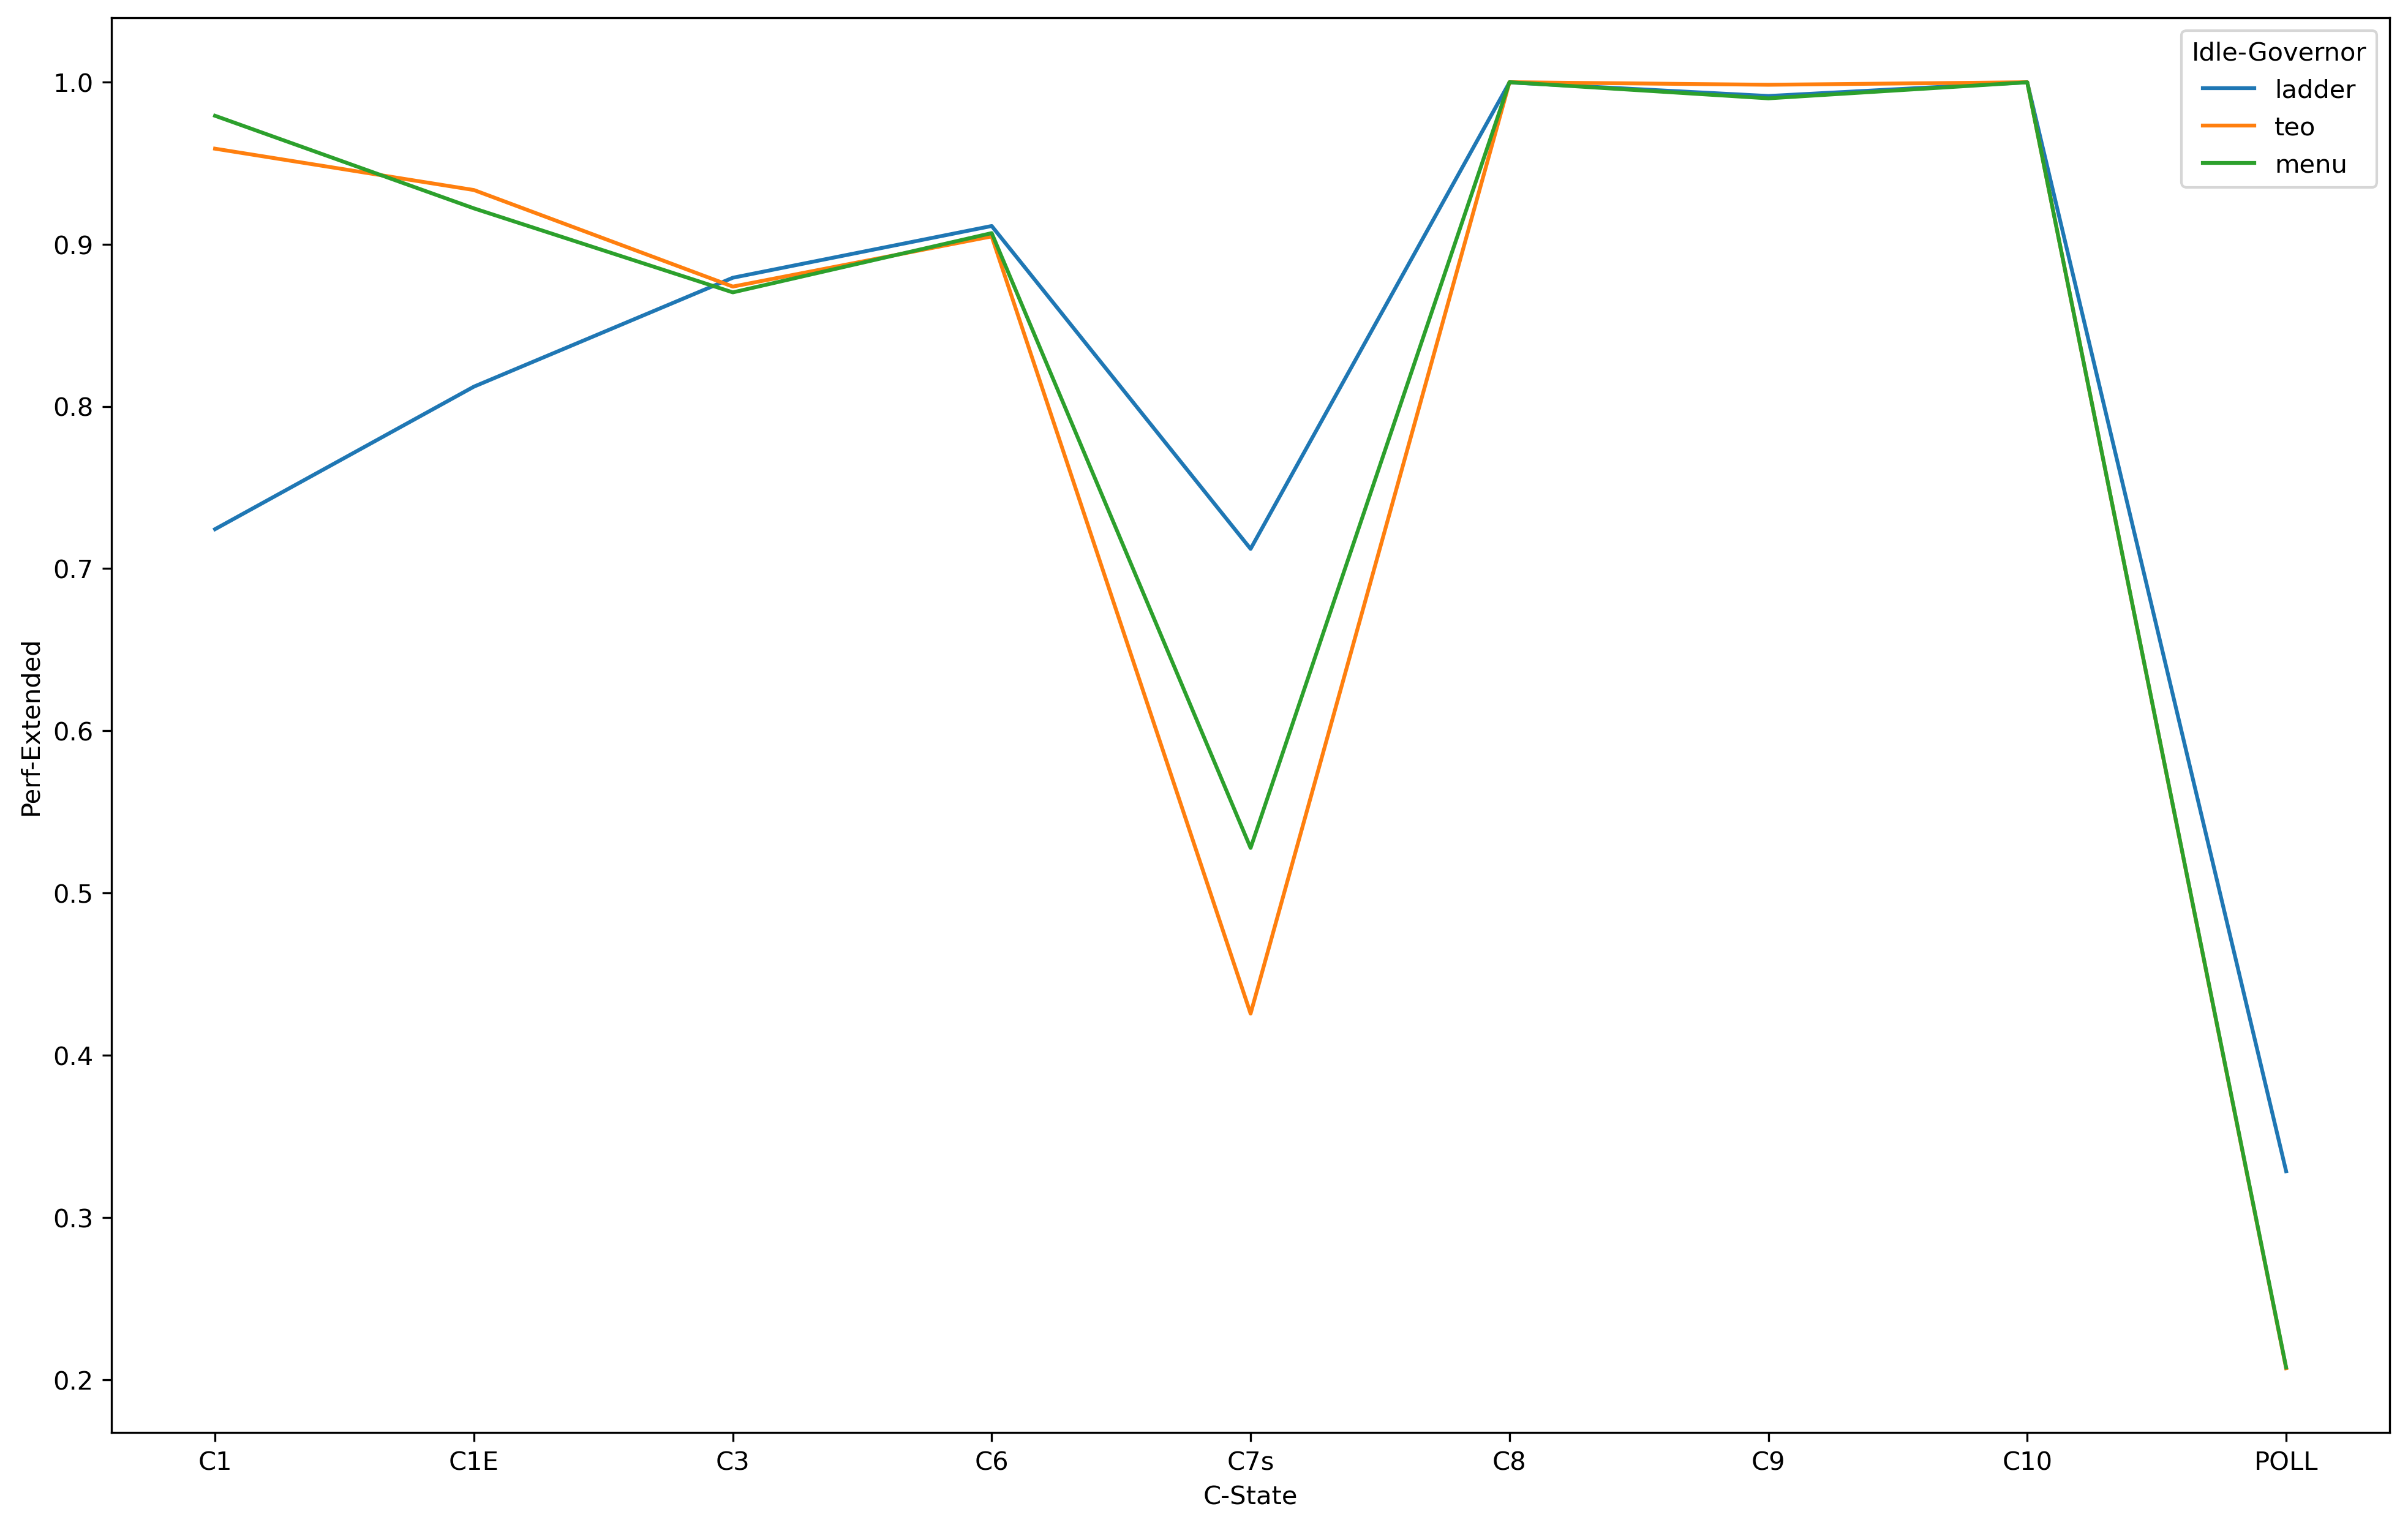 Idle-Governor
ladder
teo
menu
1.0
0.9
0.8
0.7
0.6
0.5
0.4
0.3
0.2
Perf-Extended
C1 C1E C3 C6 C7s C8 C9 C10 POLL
C-State